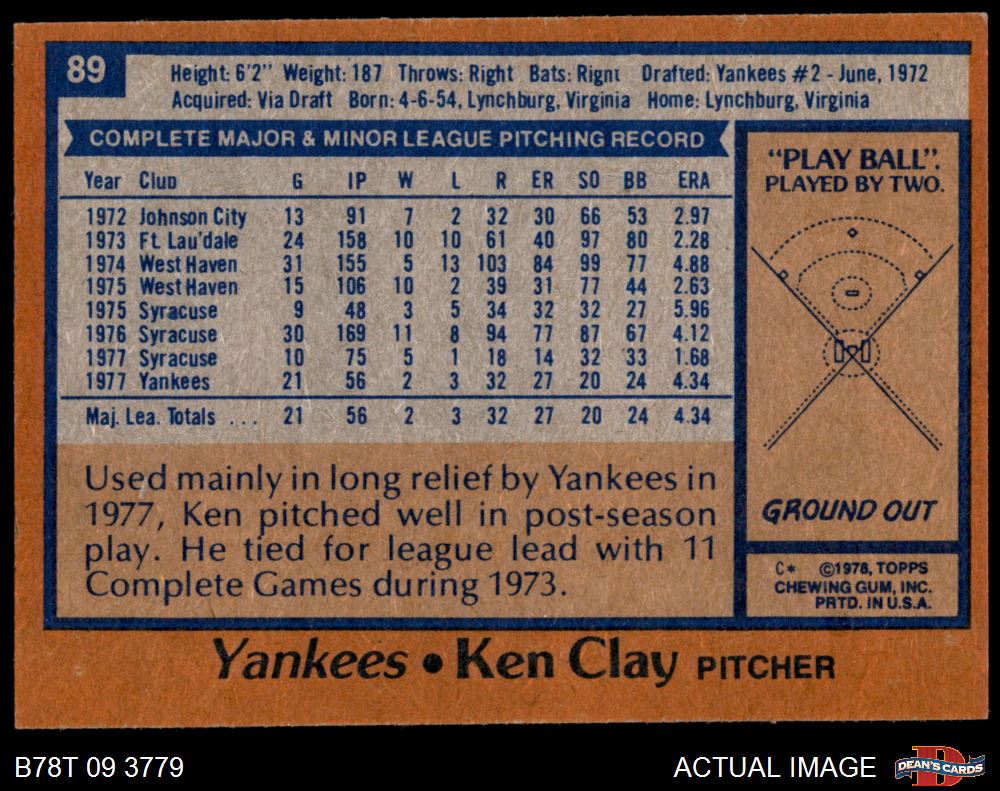 89
Height: 6'2" Weight: 187 Throws: Right Bats: Right Drafted: Yankees #2 - June, 1972
Acquired: Via Draft Born: 4-6-54, Lynchburg, Virginia Home: Lynchburg, Virginia
COMPLETE MAJOR & MINOR LEAGUE PITCHING RECORD
Year Club G IP W L R ER SO BB ERA
1972 Johnson City 13 91 7 2 32 30 66 53 2.97
1973 Ft. Lau'dale 24 158 10 10 61 40 97 80 2.28
1974 West Haven 31 155 5 13 103 84 99 77 4.88
1975 West Haven 15 106 10 2 39 31 77 44 2.63
1975 Syracuse 9 48 3 5 34 32 32 27 5.96
1976 Syracuse 30 169 11 8 94 77 87 67 4.12
1977 Syracuse 10 75 5 1 18 14 32 33 1.68
1977 Yankees 21 56 2 3 32 27 20 24 4.34
Maj. Lea. Totals ... 21 56 2 3 32 27 20 24 4.34
Used mainly in long relief by Yankees in
1977, Ken pitched well in post-season
play. He tied for league lead with 11
Complete Games during 1973.
"PLAY BALL".
PLAYED BY TWO.
GROUND OUT
C* ©1978, TOPPS
CHEWING GUM, INC.
PRTD. IN U.S.A.
Yankees • Ken Clay PITCHER
B78T 09 3779
ACTUAL IMAGE
D
DEAN'S CARDS